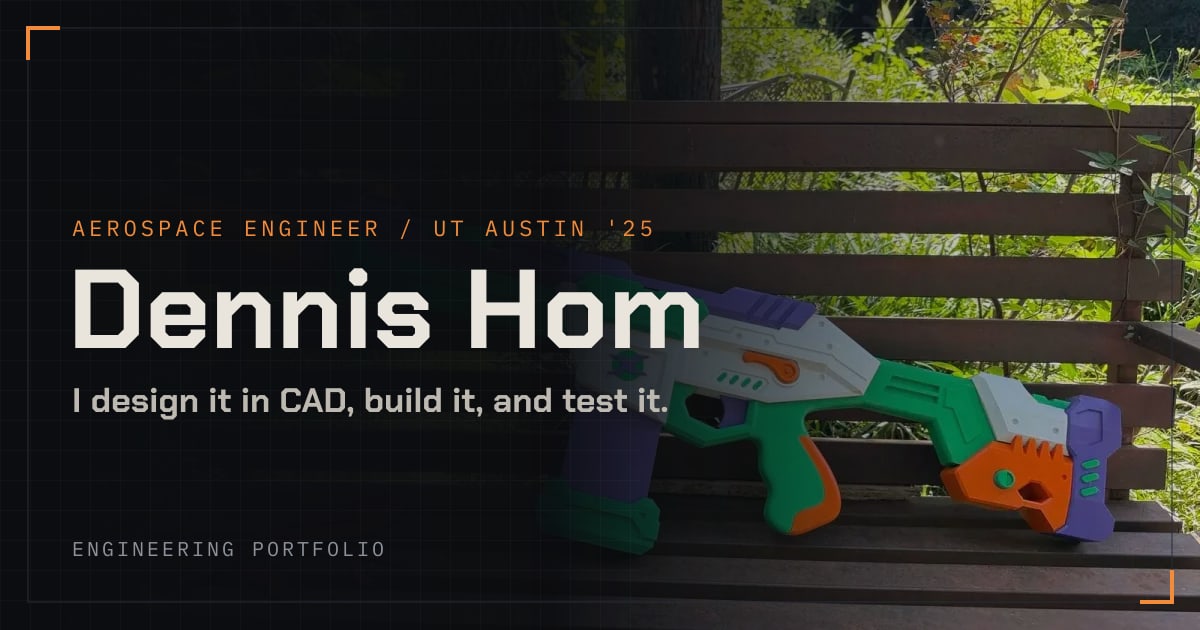 AEROSPACE ENGINEER / UT AUSTIN '25
Dennis Hom
I design it in CAD, build it, and test it.
ENGINEERING PORTFOLIO